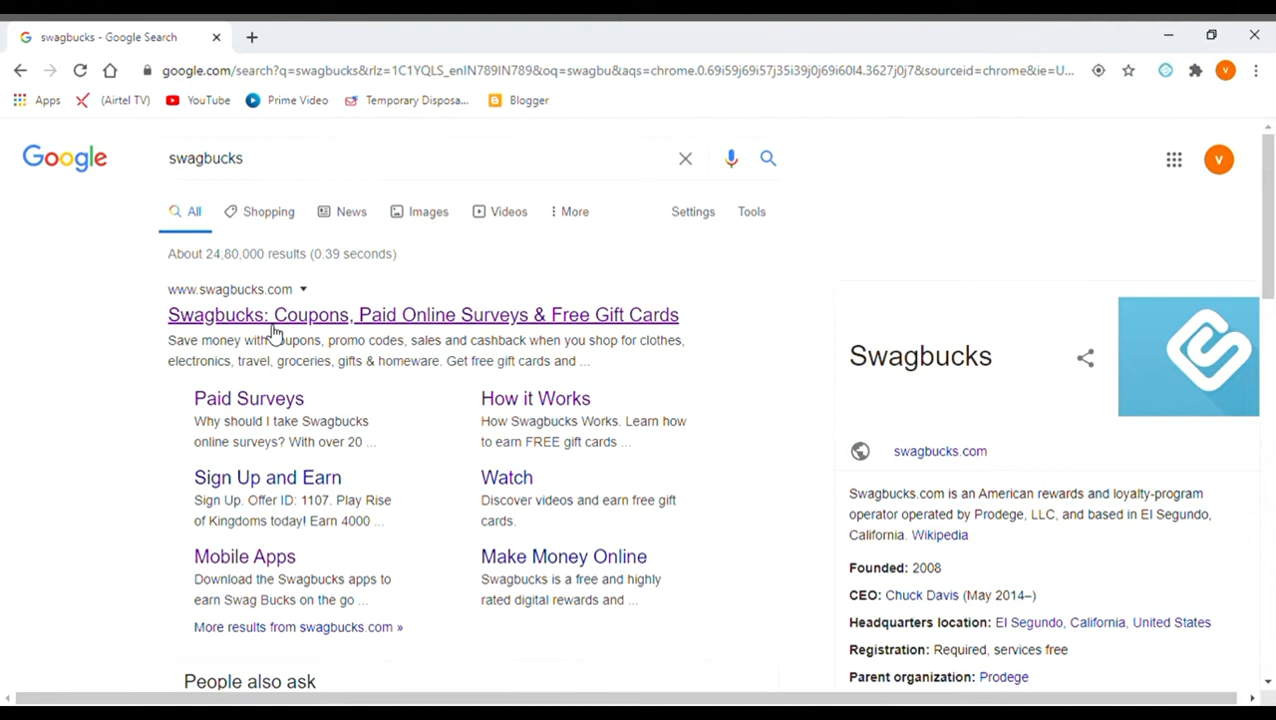 swagbucks - Google Search
google.com/search?q=swagbucks&rlz=1C1YQLS_enIN789IN789&oq=swagbu&aqs=chrome.0.69i59j69i57j35i39j0j69i60l4.3627j0j7&sourceid=chrome&ie=U...
V
Apps
(Airtel TV)
YouTube
Prime Video
Temporary Disposa...
Blogger
Google
swagbucks
V
All
Shopping
News
Images
Videos
More
Settings
Tools
About 24,80,000 results (0.39 seconds)
www.swagbucks.com
Swagbucks: Coupons, Paid Online Surveys & Free Gift Cards
Save money with coupons, promo codes, sales and cashback when you shop for clothes,
electronics, travel, groceries, gifts & homeware. Get free gift cards and ...
Paid Surveys
Why should I take Swagbucks
online surveys? With over 20 ...
How it Works
How Swagbucks Works. Learn how
to earn FREE gift cards ...
Sign Up and Earn
Sign Up. Offer ID: 1107. Play Rise
of Kingdoms today! Earn 4000 ...
Watch
Discover videos and earn free gift
cards.
Mobile Apps
Download the Swagbucks apps to
earn Swag Bucks on the go ...
Make Money Online
Swagbucks is a free and highly
rated digital rewards and ...
More results from swagbucks.com »
People also ask
Swagbucks
swagbucks.com
Swagbucks.com is an American rewards and loyalty-program
operator operated by Prodege, LLC, and based in El Segundo,
California. Wikipedia
Founded: 2008
CEO: Chuck Davis (May 2014–)
Headquarters location: El Segundo, California, United States
Registration: Required, services free
Parent organization: Prodege